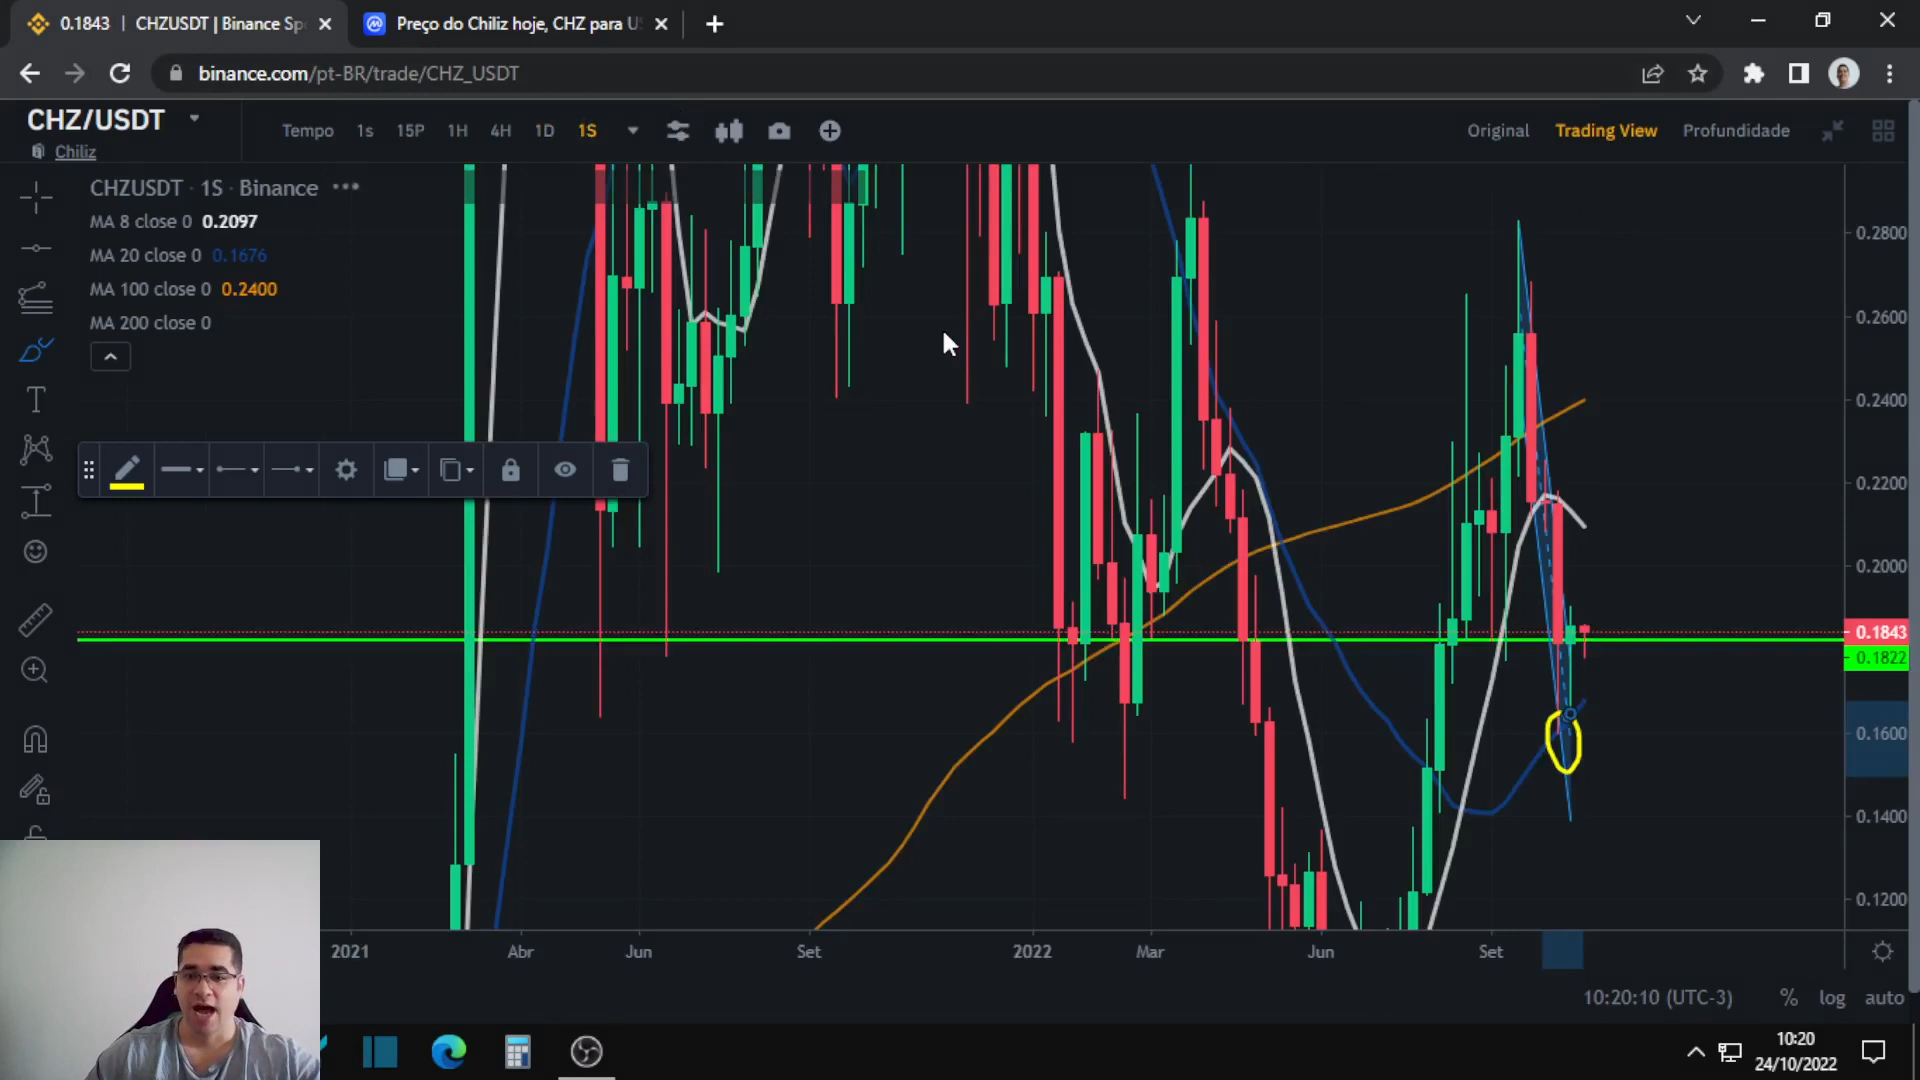 0.1843 | CHZUSDT | Binance Sp
Preço do Chiliz hoje, CHZ para U
binance.com/pt-BR/trade/CHZ_USDT
CHZ/USDT
Chiliz
Tempo 1s 15P 1H 4H 1D 1S
Original Trading View Profundidade
CHZUSDT · 1S · Binance
MA 8 close 0 0.2097
MA 20 close 0 0.1676
MA 100 close 0 0.2400
MA 200 close 0
T
0.2800
0.2600
0.2400
0.2200
0.2000
0.1843
0.1822
0.1600
0.1400
0.1200
2021 Abr Jun Set 2022 Mar Jun Set
10:20:10 (UTC-3) % log auto
10:20
24/10/2022